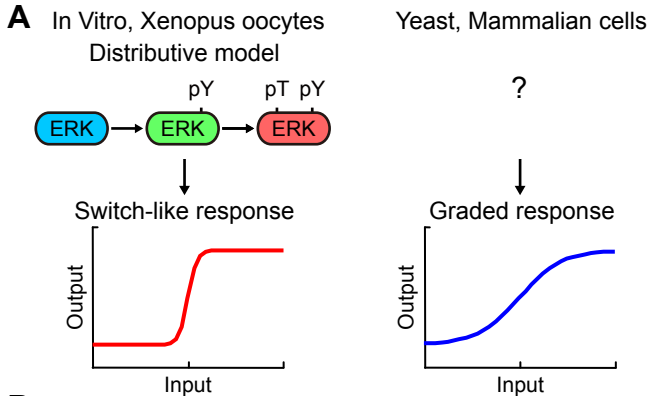 A
In Vitro, Xenopus oocytes
Distributive model
pY
pT pY
ERK
ERK
ERK
Switch-like response
Output
Input
Yeast, Mammalian cells
?
Graded response
Output
Input